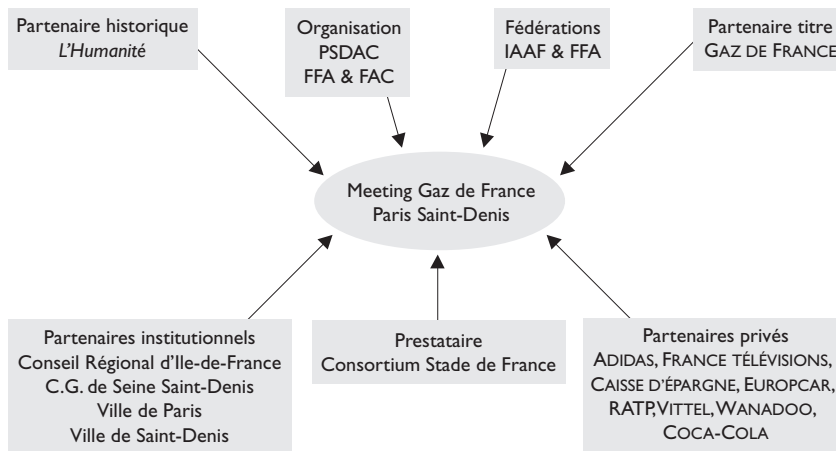 Partenaire historique
L'Humanité
Organisation
PSDAC
FFA & FAC
Fédérations
IAAF & FFA
Partenaire titre
GAZ DE FRANCE
Meeting Gaz de France
Paris Saint-Denis
Partenaires institutionnels
Conseil Régional d'Ile-de-France
C.G. de Seine Saint-Denis
Ville de Paris
Ville de Saint-Denis
Prestataire
Consortium Stade de France
Partenaires privés
ADIDAS, FRANCE TÉLÉVISIONS,
CAISSE D'ÉPARGNE, EUROPCAR,
RATP, VITTEL, WANADOO,
COCA-COLA